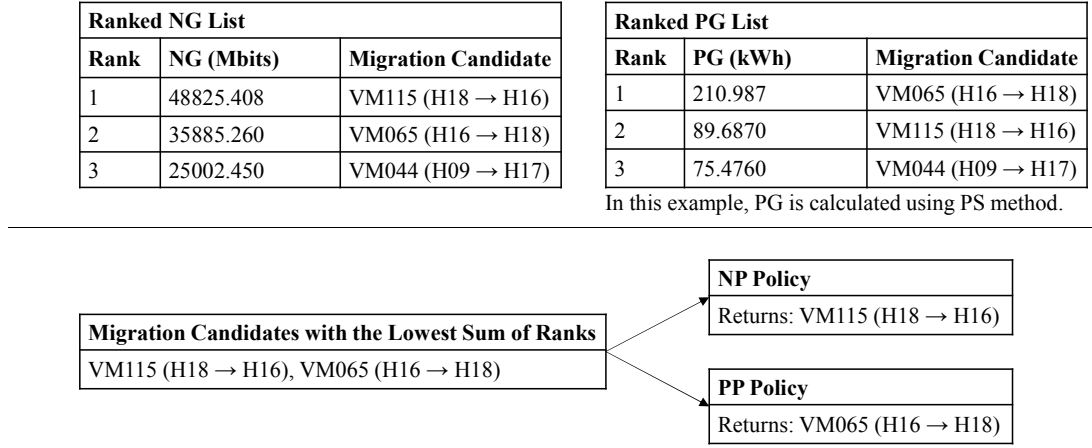 Ranked NG List
Rank NG (Mbits) Migration Candidate
1 48825.408 VM115 (H18 → H16)
2 35885.260 VM065 (H16 → H18)
3 25002.450 VM044 (H09 → H17)
Ranked PG List
Rank PG (kWh) Migration Candidate
1 210.987 VM065 (H16 → H18)
2 89.6870 VM115 (H18 → H16)
3 75.4760 VM044 (H09 → H17)
In this example, PG is calculated using PS method.
Migration Candidates with the Lowest Sum of Ranks
VM115 (H18 → H16), VM065 (H16 → H18)
NP Policy
Returns: VM115 (H18 → H16)
PP Policy
Returns: VM065 (H16 → H18)